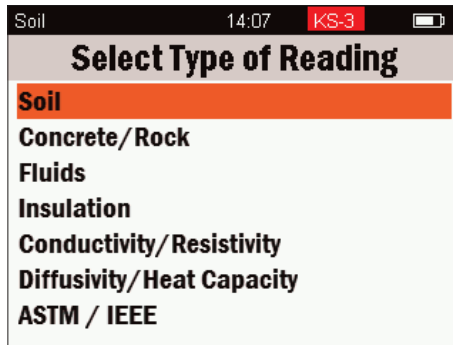 Soil 14:07 KS-3
Select Type of Reading
Soil
Concrete/Rock
Fluids
Insulation
Conductivity/Resistivity
Diffusivity/Heat Capacity
ASTM / IEEE